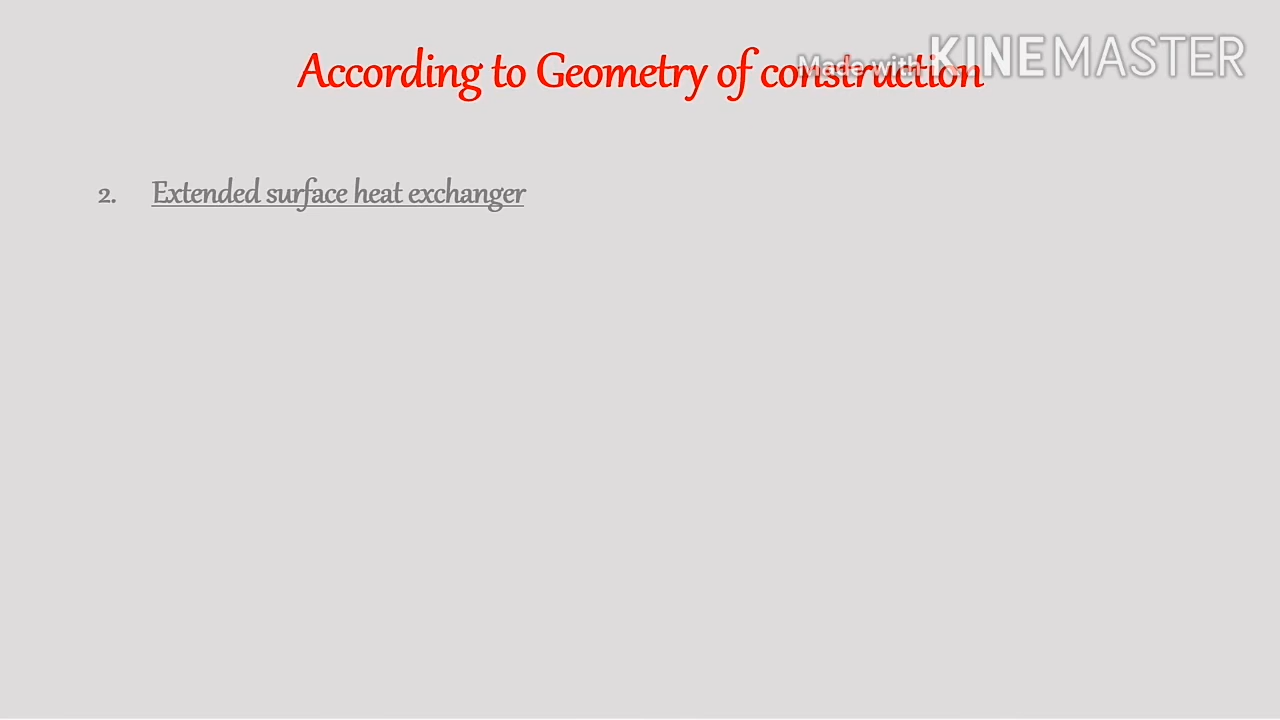 According to Geometry of construction
Made with KINEMASTER
2. Extended surface heat exchanger